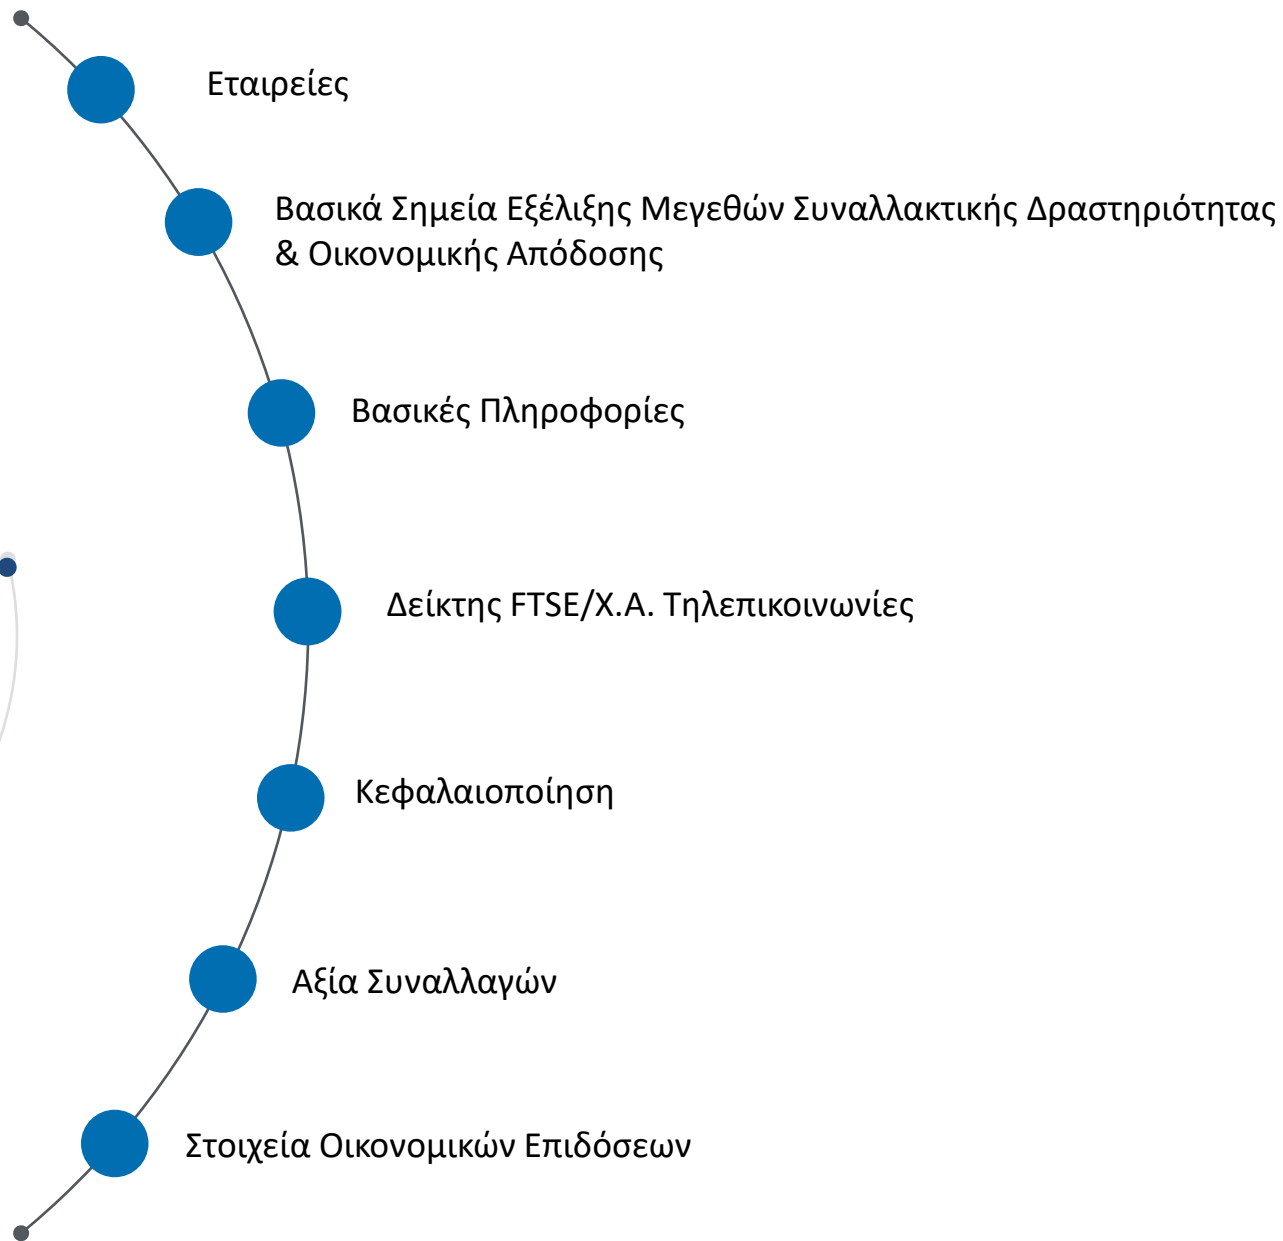 Εταιρείες
Βασικά Σημεία Εξέλιξης Μεγεθών Συναλλακτικής Δραστηριότητας
& Οικονομικής Απόδοσης
Βασικές Πληροφορίες
Δείκτης FTSE/Χ.Α. Τηλεπικοινωνίες
Κεφαλαιοποίηση
Αξία Συναλλαγών
Στοιχεία Οικονομικών Επιδόσεων